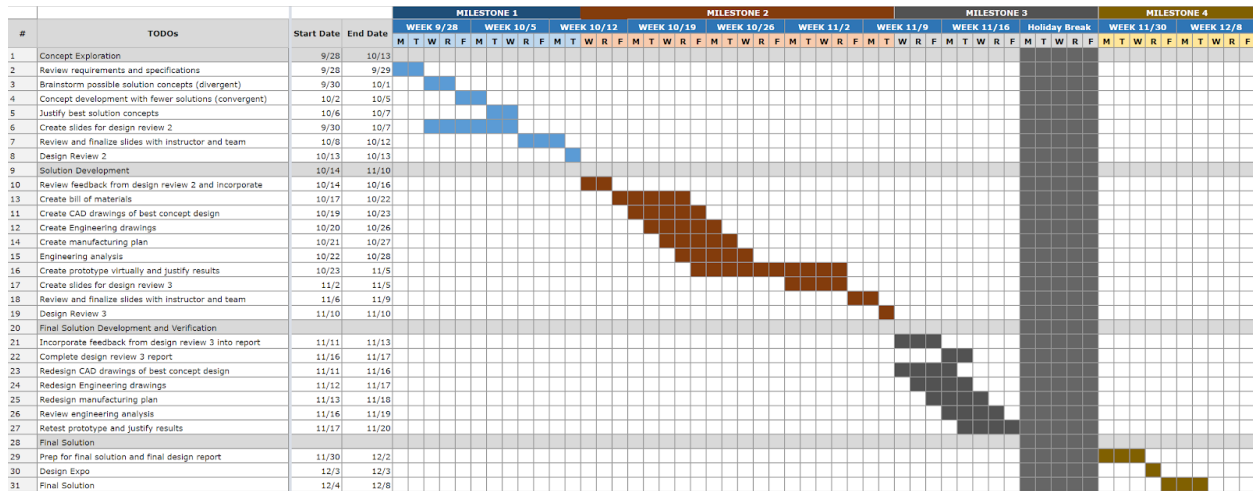 MILESTONE 1 MILESTONE 2 MILESTONE 3 MILESTONE 4
# TODOs Start Date End Date WEEK 9/28 WEEK 10/5 WEEK 10/12 WEEK 10/19 WEEK 10/26 WEEK 11/2 WEEK 11/9 WEEK 11/16 Holiday Break WEEK 11/30 WEEK 12/8
M T W R F M T W R F M T W R F M T W R F M T W R F M T W R F M T W R F M T W R F M T W R F M T W R F M T W R F
1 Concept Exploration 9/28 10/13
2 Review requirements and specifications 9/28 9/29
3 Brainstorm possible solution concepts (divergent) 9/30 10/1
4 Concept development with fewer solutions (convergent) 10/2 10/5
5 Justify best solution concepts 10/6 10/7
6 Create slides for design review 2 9/30 10/7
7 Review and finalize slides with instructor and team 10/8 10/12
8 Design Review 2 10/13 10/13
9 Solution Development 10/14 11/10
10 Review feedback from design review 2 and incorporate 10/14 10/16
13 Create bill of materials 10/17 10/22
11 Create CAD drawings of best concept design 10/19 10/23
12 Create Engineering drawings 10/20 10/26
14 Create manufacturing plan 10/21 10/27
15 Engineering analysis 10/22 10/28
16 Create prototype virtually and justify results 10/23 11/5
17 Create slides for design review 3 11/2 11/5
18 Review and finalize slides with instructor and team 11/6 11/9
19 Design Review 3 11/10 11/10
20 Final Solution Development and Verification
21 Incorporate feedback from design review 3 into report 11/11 11/13
22 Complete design review 3 report 11/16 11/17
23 Redesign CAD drawings of best concept design 11/11 11/16
24 Redesign Engineering drawings 11/12 11/17
25 Redesign manufacturing plan 11/13 11/18
26 Review engineering analysis 11/16 11/19
27 Retest prototype and justify results 11/17 11/20
28 Final Solution
29 Prep for final solution and final design report 11/30 12/2
30 Design Expo 12/3 12/3
31 Final Solution 12/4 12/8